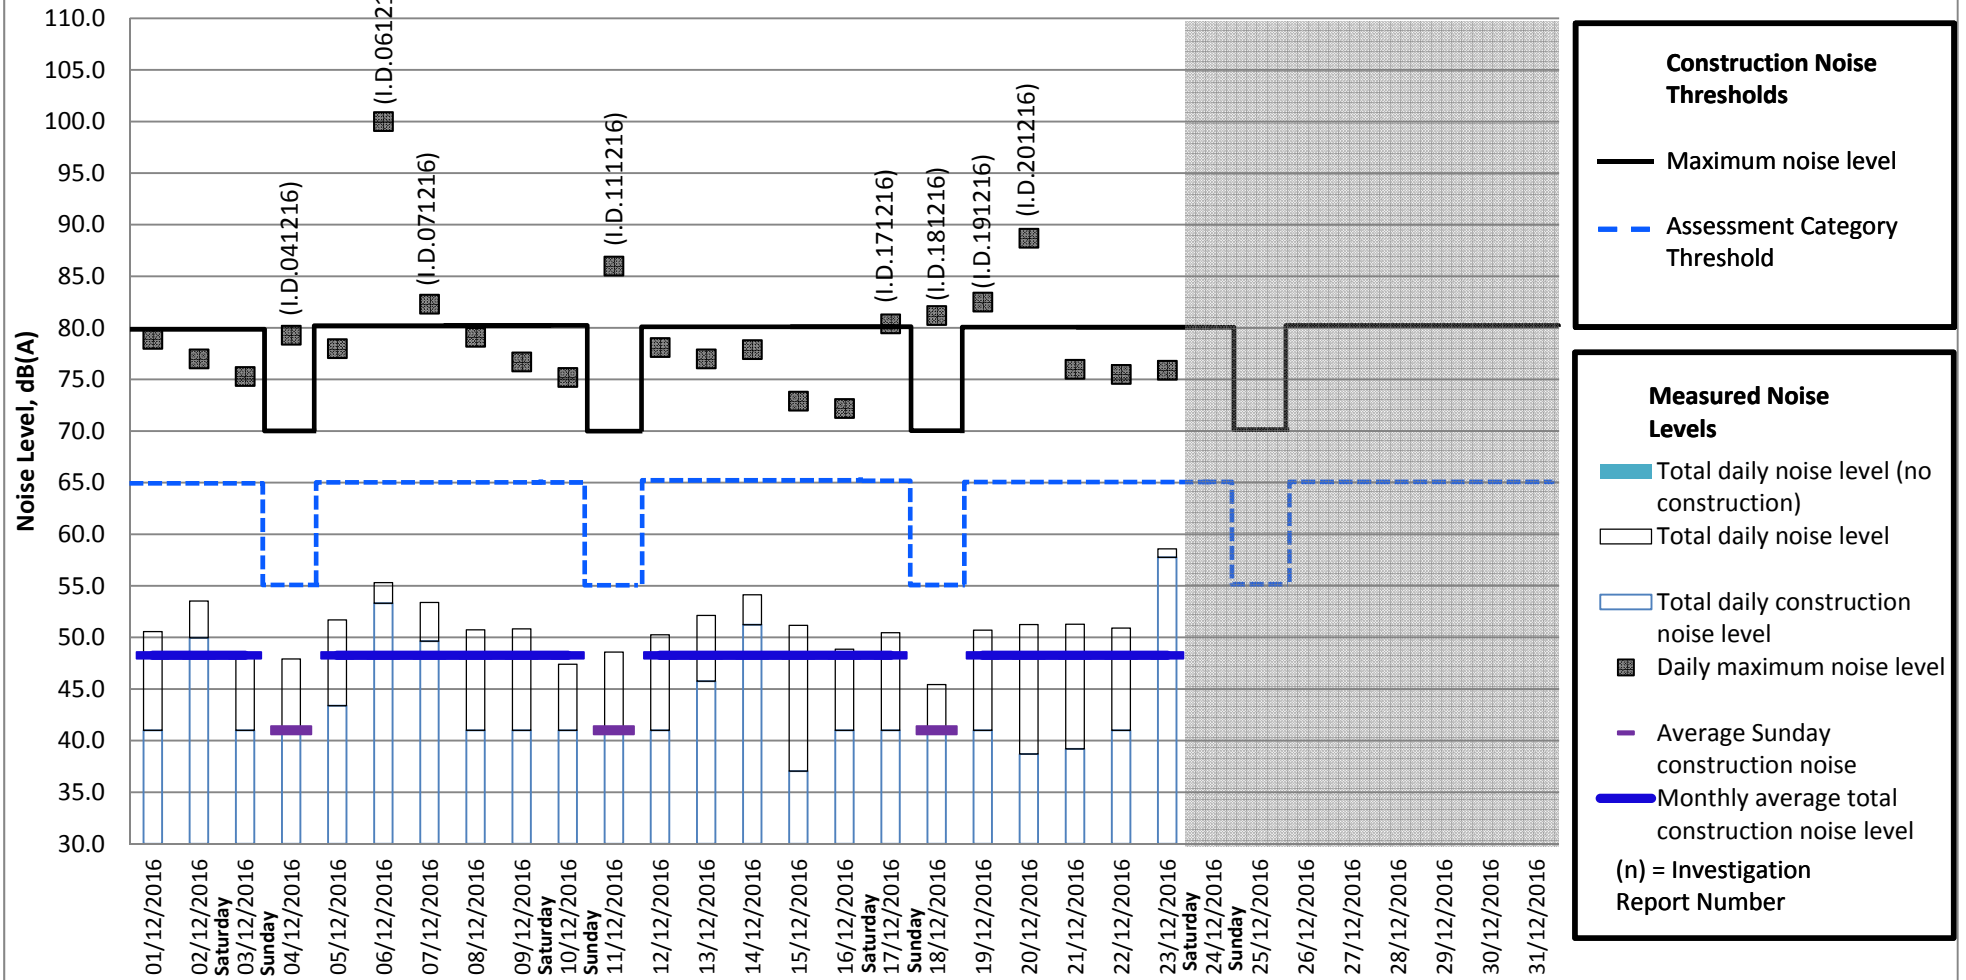 110.0
105.0
100.0
95.0
90.0
85.0
80.0
75.0
70.0
65.0
60.0
55.0
50.0
45.0
40.0
35.0
30.0
Noise Level, dB(A)
(I.D.041216)
(I.D.0612
(I.D.071216)
(I.D.111216)
(I.D.171216)
(I.D.181216)
(I.D.191216)
(I.D.201216)
01/12/2016
02/12/2016
Saturday
03/12/2016
Sunday
04/12/2016
05/12/2016
06/12/2016
07/12/2016
08/12/2016
09/12/2016
Saturday
10/12/2016
Sunday
11/12/2016
12/12/2016
13/12/2016
14/12/2016
15/12/2016
16/12/2016
Saturday
17/12/2016
Sunday
18/12/2016
19/12/2016
20/12/2016
21/12/2016
22/12/2016
23/12/2016
Saturday
24/12/2016
Sunday
25/12/2016
26/12/2016
27/12/2016
28/12/2016
29/12/2016
30/12/2016
31/12/2016
Construction Noise
Thresholds
Maximum noise level
Assessment Category
Threshold
Measured Noise
Levels
Total daily noise level (no
construction)
Total daily noise level
Total daily construction
noise level
Daily maximum noise level
Average Sunday
construction noise
Monthly average total
construction noise level
(n) = Investigation
Report Number